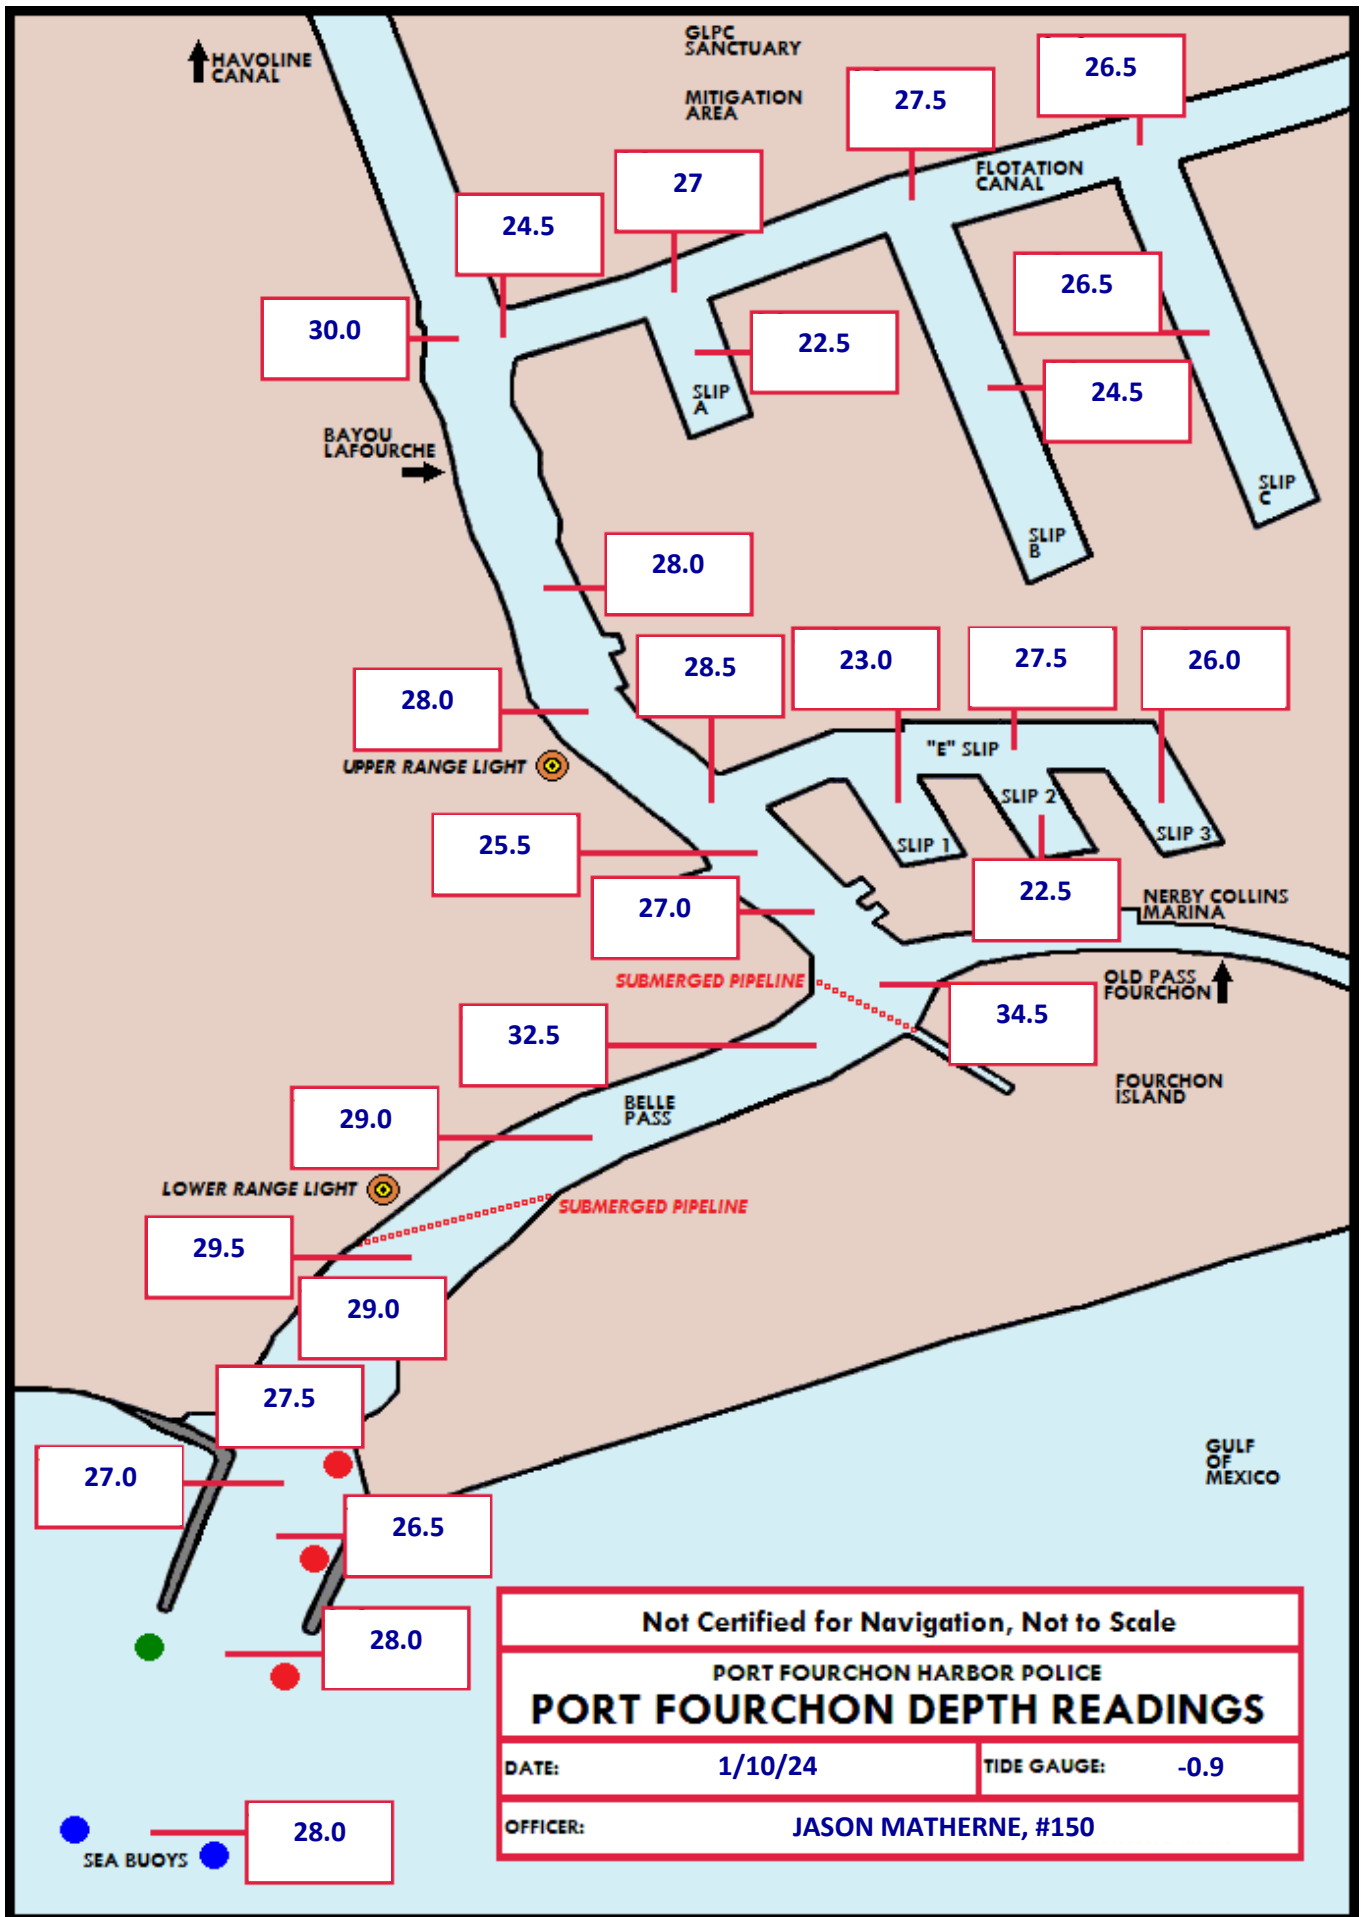 GLPC
SANCTUARY
HAVOLINE
CANAL
26.5
MITIGATION
AREA
27.5
FLOTATION
CANAL
27
24.5
26.5
30.0
22.5
24.5
SLIP
A
BAYOU
LAFOURCHE
SLIP
C
SLIP
B
28.0
28.5
23.0
27.5
26.0
28.0
"E" SLIP
UPPER RANGE LIGHT
SLIP 2
SLIP 1
SLIP 3
25.5
22.5
NERBY COLLINS
MARINA
27.0
SUBMERGED PIPELINE
OLD PASS
FOURCHON
34.5
32.5
FOURCHON
ISLAND
BELLE
PASS
29.0
LOWER RANGE LIGHT
SUBMERGED PIPELINE
29.5
29.0
27.5
GULF
OF
MEXICO
27.0
26.5
28.0
Not Certified for Navigation, Not to Scale
PORT FOURCHON HARBOR POLICE
PORT FOURCHON DEPTH READINGS
DATE: 1/10/24 TIDE GAUGE: -0.9
OFFICER: JASON MATHERNE, #150
28.0
SEA BUOYS